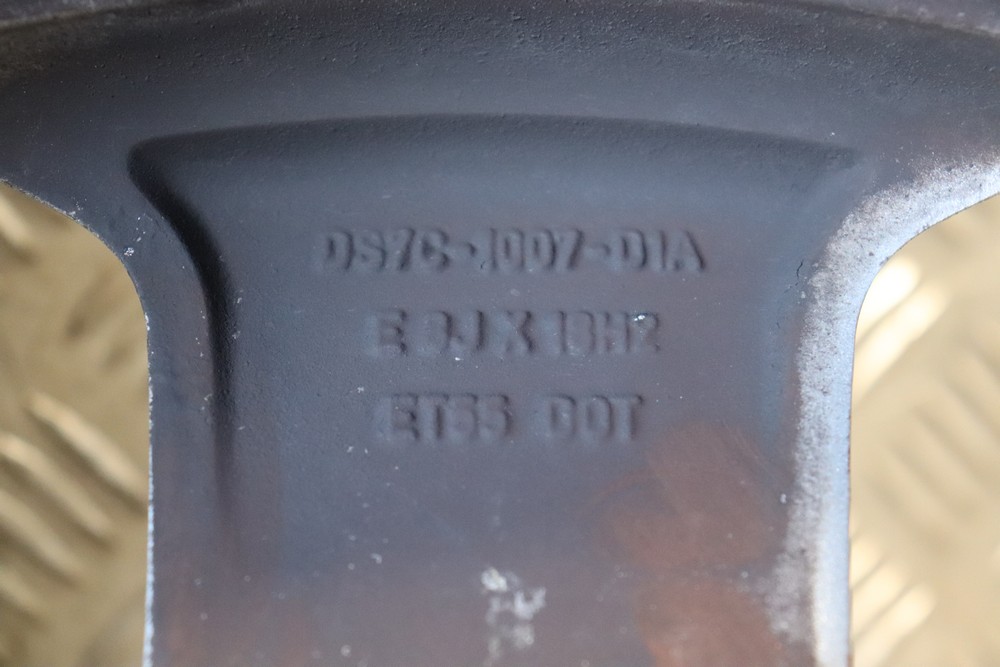 DS7C-1007-D1A
E 8JX18H2
ET55 DOT